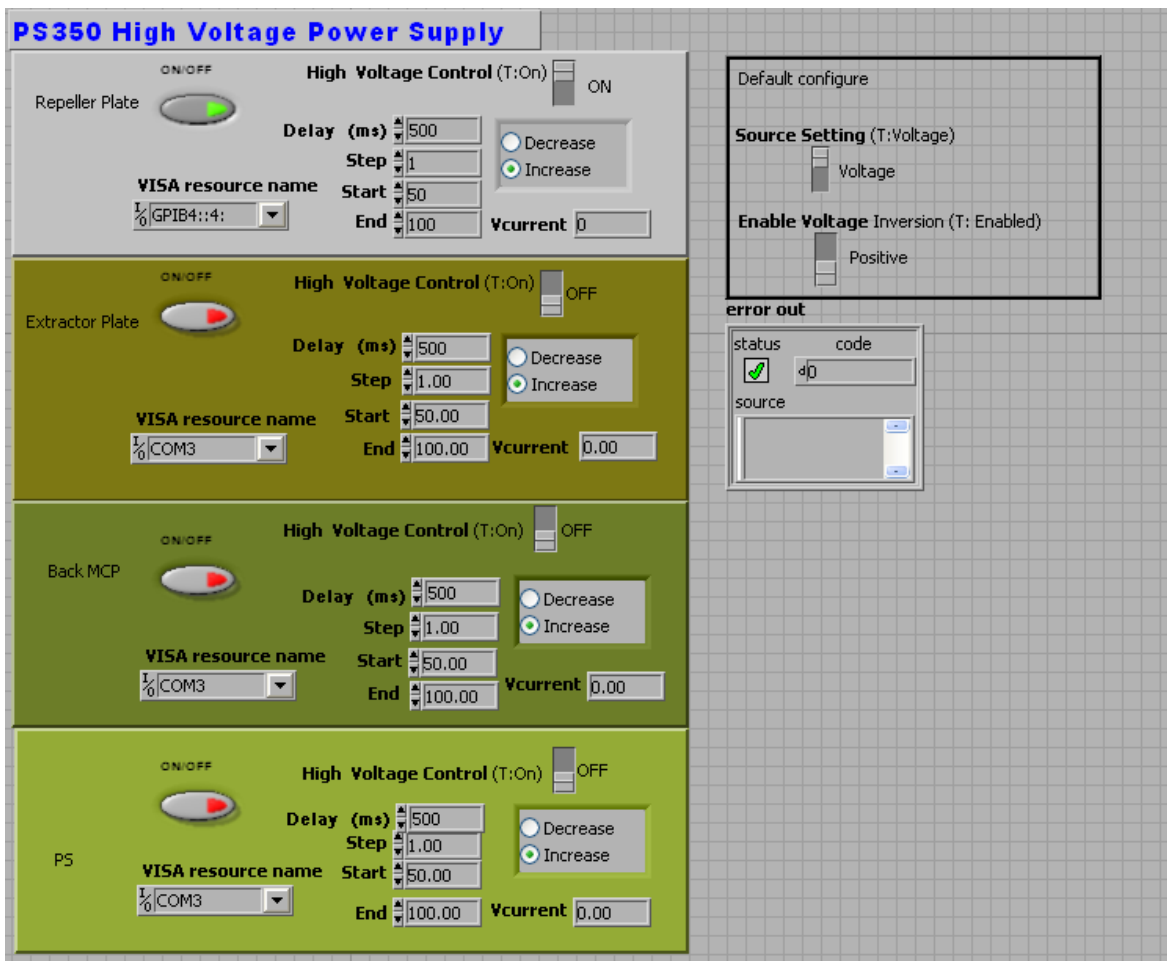 PS350 High Voltage Power Supply
ON/OFF
High Voltage Control (T:On)
ON
Repeller Plate
Delay (ms) 500
Decrease
Step 1
Increase
VISA resource name
Start 50
GPIB4::4:
End 100
Vcurrent 0
ON/OFF
High Voltage Control (T:On)
OFF
Extractor Plate
Delay (ms) 500
Decrease
Step 1.00
Increase
VISA resource name
Start 50.00
COM3
End 100.00
Vcurrent 0.00
ON/OFF
High Voltage Control (T:On)
OFF
Back MCP
Delay (ms) 500
Decrease
Step 1.00
Increase
VISA resource name
Start 50.00
COM3
End 100.00
Vcurrent 0.00
ON/OFF
High Voltage Control (T:On)
OFF
Delay (ms) 500
Decrease
Step 1.00
Increase
PS
VISA resource name
Start 50.00
COM3
End 100.00
Vcurrent 0.00
Default configure
Source Setting (T:Voltage)
Voltage
Enable Voltage Inversion (T: Enabled)
Positive
error out
status
code
d0
source